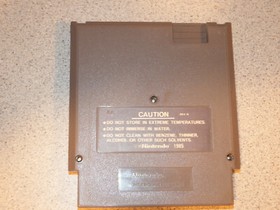 CAUTION
●DO NOT STORE IN EXTREME TEMPERATURES.
●DO NOT IMMERSE IN WATER.
●DO NOT CLEAN WITH BENZENE, THINNER,
ALCOHOL OR OTHER SUCH SOLVENTS.
©Nintendo 1985
Nintendo